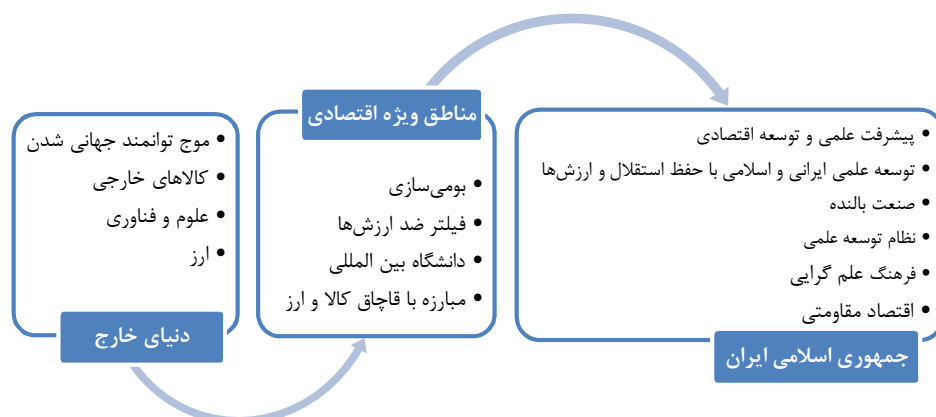 موج توانمند جهانی شدن
کالاهای خارجی
علوم و فناوری
ارز
دنیای خارج
مناطق ویژه اقتصادی
بومی‌سازی
فیلتر ضد ارزش‌ها
دانشگاه بین المللی
مبارزه با قاچاق کالا و ارز
پیشرفت علمی و توسعه اقتصادی
توسعه علمی ایرانی و اسلامی با حفظ استقلال و ارزش‌ها
صنعت بالنده
نظام توسعه علمی
فرهنگ علم گرایی
اقتصاد مقاومتی
جمهوری اسلامی ایران